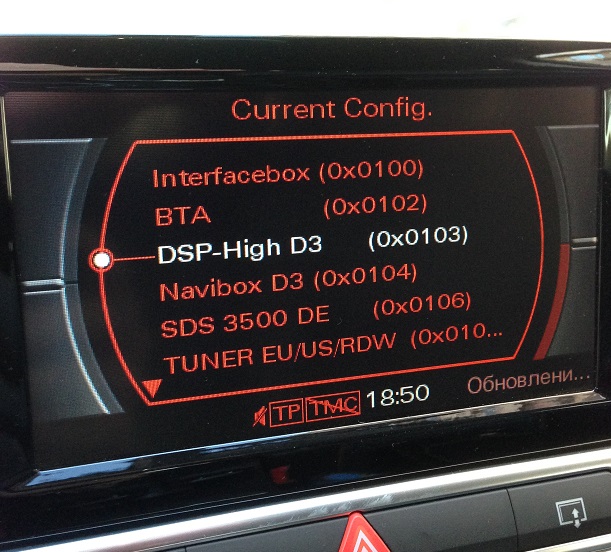 Current Config.
Interfacebox (0x0100)
BTA (0x0102)
DSP-High D3 (0x0103)
Navibox D3 (0x0104)
SDS 3500 DE (0x0106)
TUNER EU/US/RDW (0x010...
TP TMC 18:50 Обновлени...